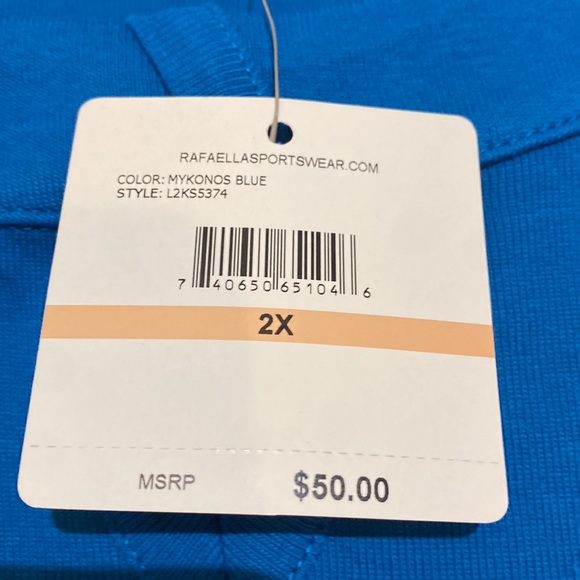 RAFAELLASPORTSWEAR.COM
COLOR: MYKONOS BLUE
STYLE: L2KS5374
7 40650 65104 6
2X
MSRP $50.00